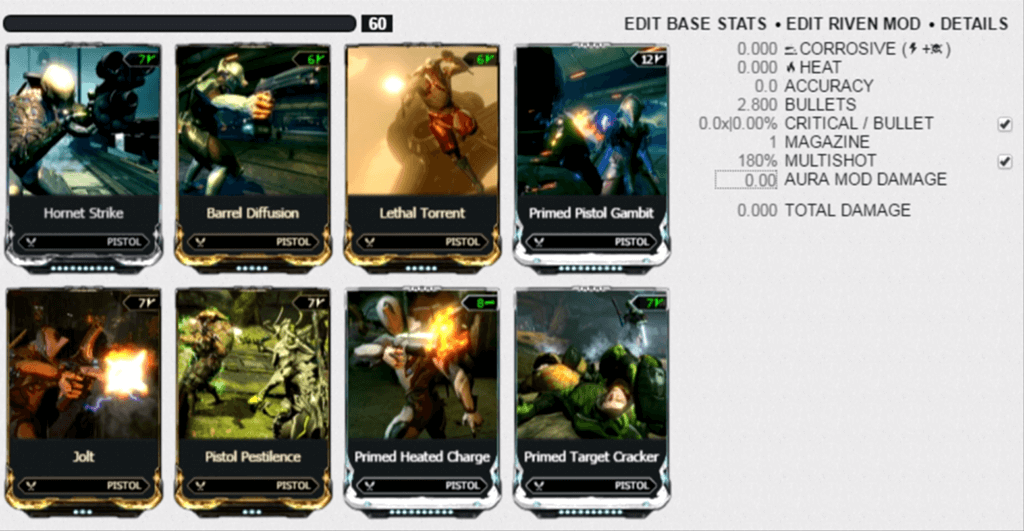 60
EDIT BASE STATS • EDIT RIVEN MOD • DETAILS
7
6
6
12
Hornet Strike
Barrel Diffusion
Lethal Torrent
Primed Pistol Gambit
PISTOL
PISTOL
PISTOL
PISTOL
7
7
8
7
Jolt
Pistol Pestilence
Primed Heated Charge
Primed Target Cracker
PISTOL
PISTOL
PISTOL
PISTOL
0.000 CORROSIVE ( + )
0.000 HEAT
0.0 ACCURACY
2.800 BULLETS
0.0x|0.00% CRITICAL / BULLET
1 MAGAZINE
180% MULTISHOT
0.00 AURA MOD DAMAGE
0.000 TOTAL DAMAGE